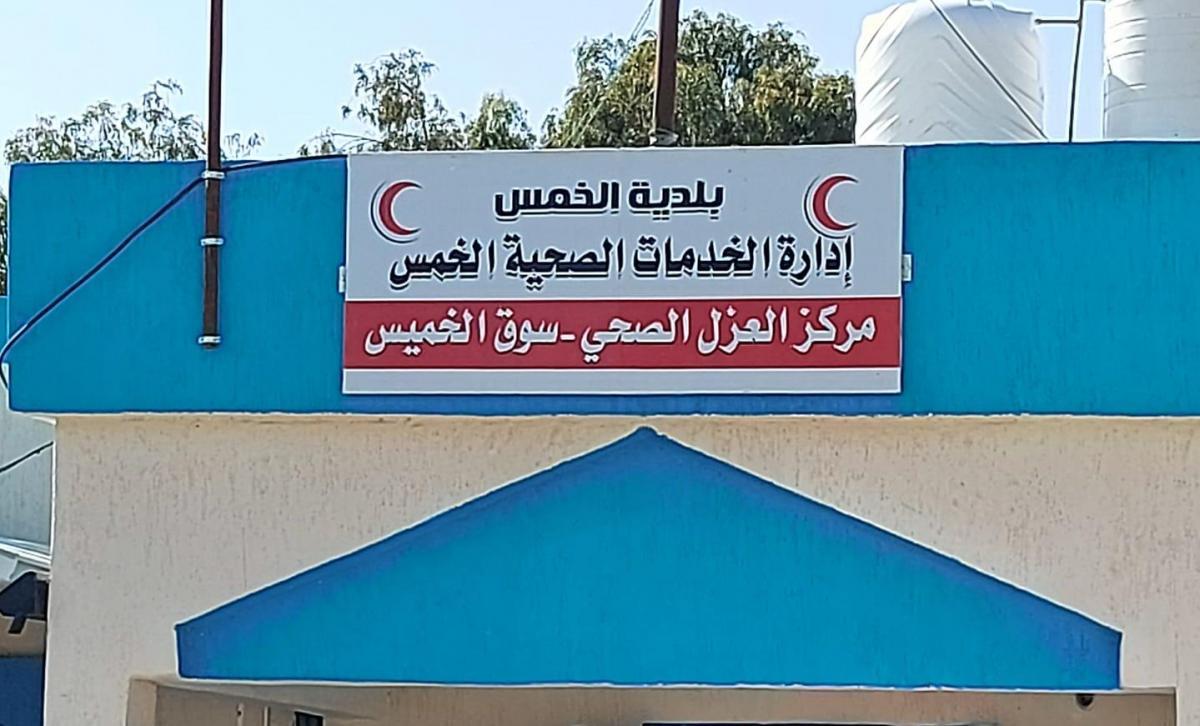 بلدية الخمس
إدارة الخدمات الصحية الخمس
مركز العزل الصحي - سوق الخميس